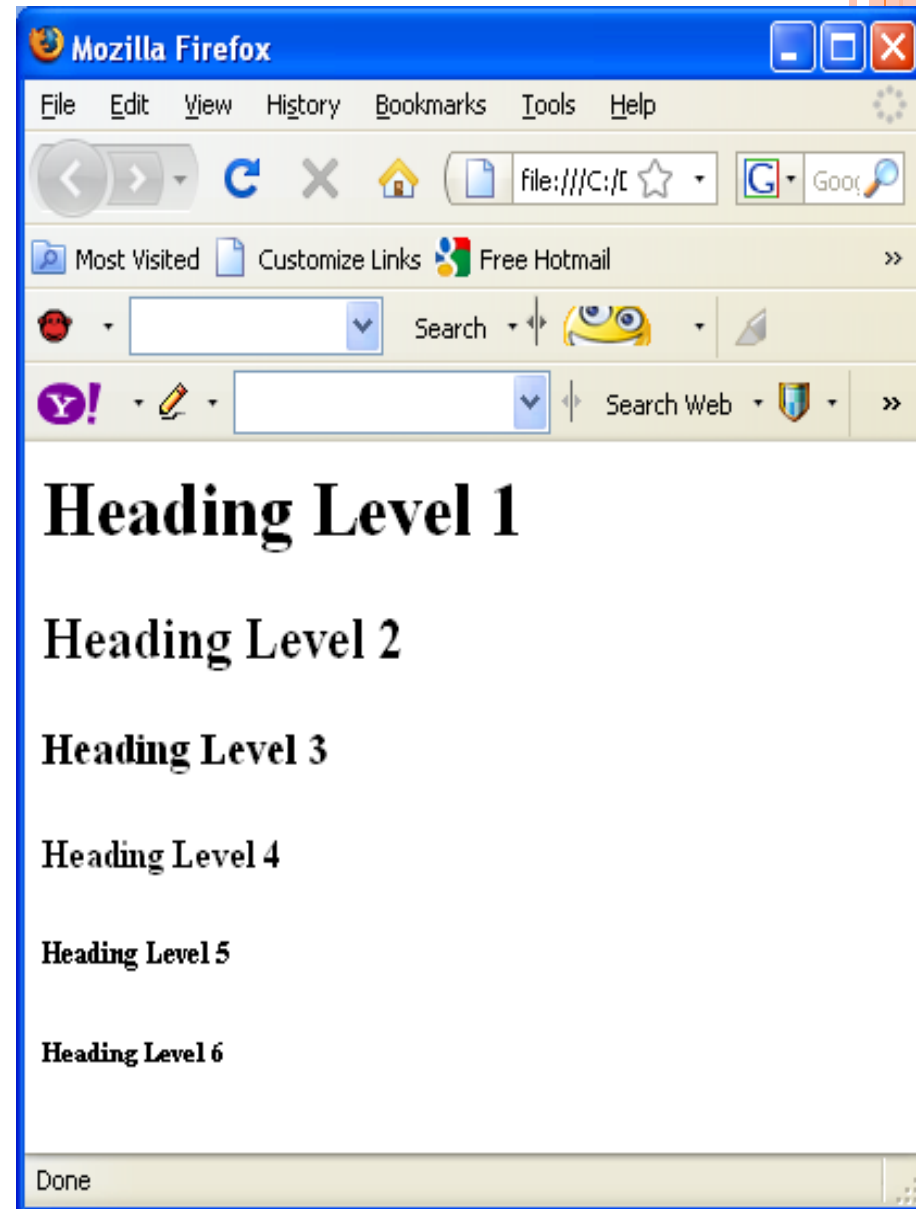 Mozilla Firefox
File Edit View History Bookmarks Tools Help
file:///C:/
Most Visited Customize Links Free Hotmail »
Search
Y! Search Web »
Heading Level 1
Heading Level 2
Heading Level 3
Heading Level 4
Heading Level 5
Heading Level 6
Done